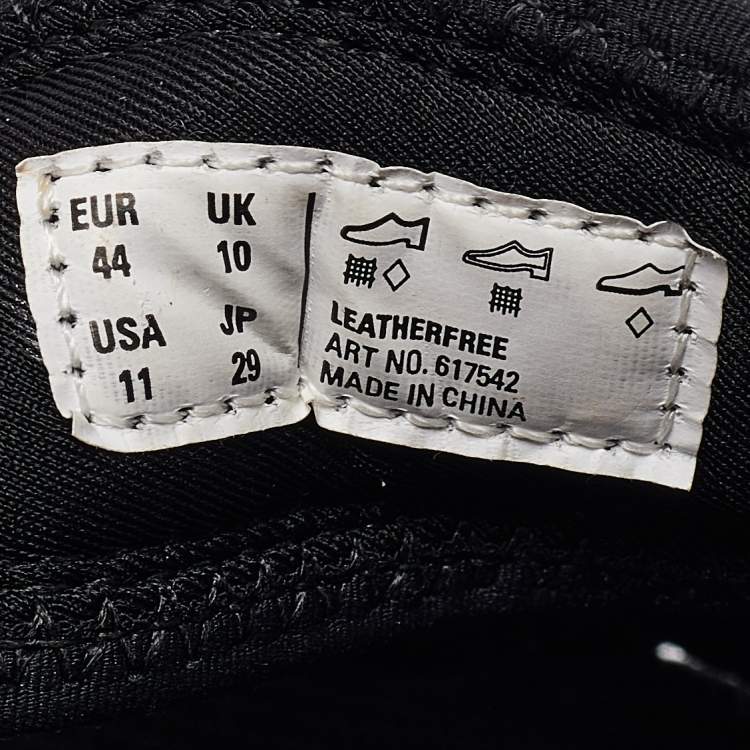 EUR UK
44 10
USA JP
11 29
LEATHERFREE
ART NO. 617542
MADE IN CHINA